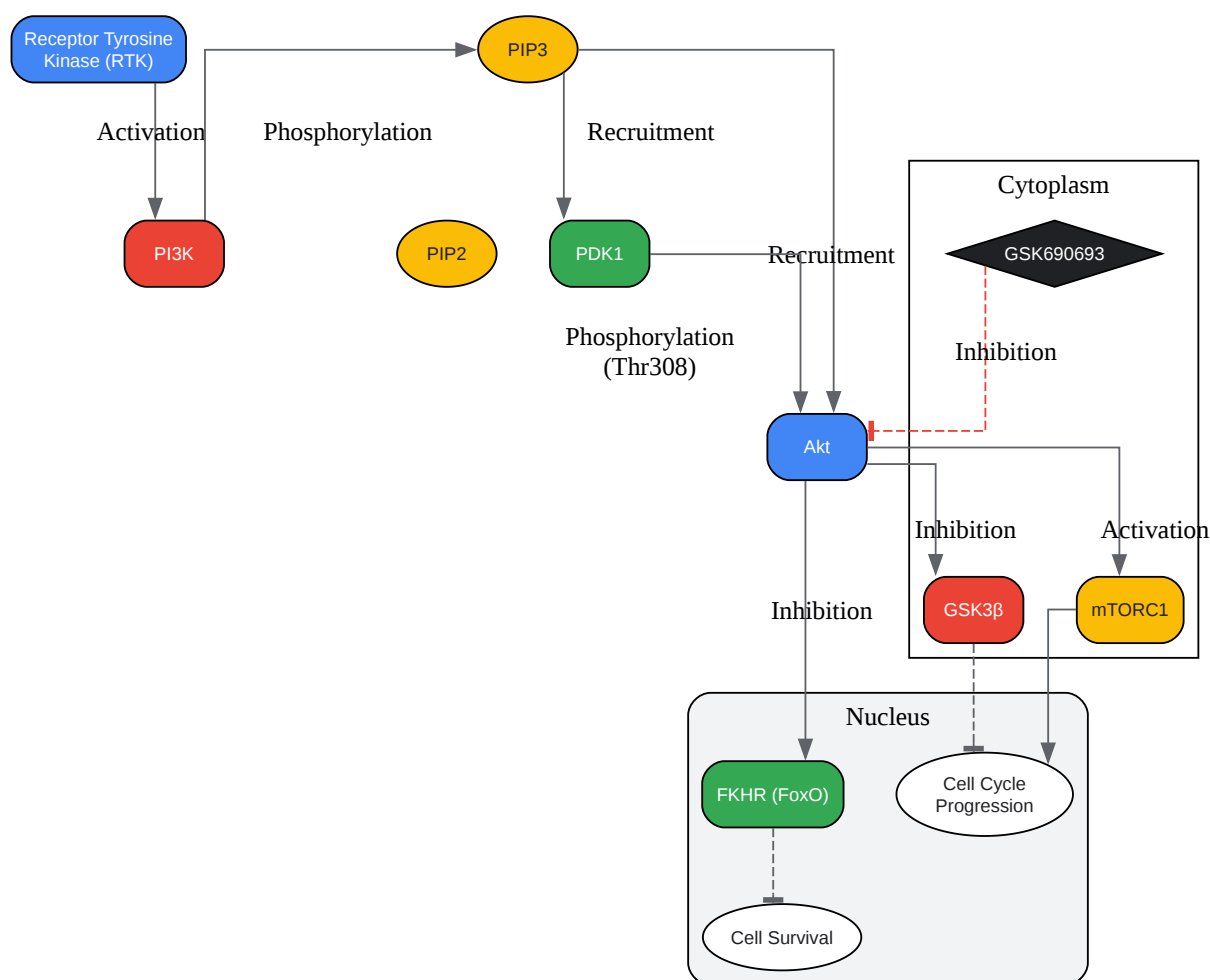 Receptor Tyrosine
Kinase (RTK)
PIP3
Activation
Phosphorylation
Recruitment
Cytoplasm
PI3K
PIP2
PDK1
Recruitment
GSK690693
Phosphorylation
(Thr308)
Inhibition
Akt
Inhibition
Activation
Inhibition
GSK3β
mTORC1
Nucleus
FKHR (FoxO)
Cell Cycle
Progression
Cell Survival